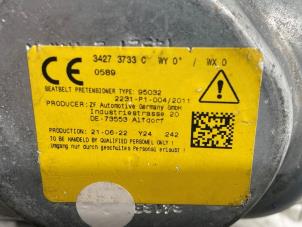 3427 3733 C WY 0° / WX 0
CE
0589
SEATBELT PRETENSIONER TYPE: 95032
2231-P1-004/2011
PRODUCER: ZF Automotive Germany GmbH
Industriestrasse 20
DE-73553 Alfdorf
PRODUCTION: 21-06-22 Y24 242
TO BE HANDLED BY QUALIFIED PERSONNEL ONLY !
Umgang nur durch geschultes Personal erlaubt !